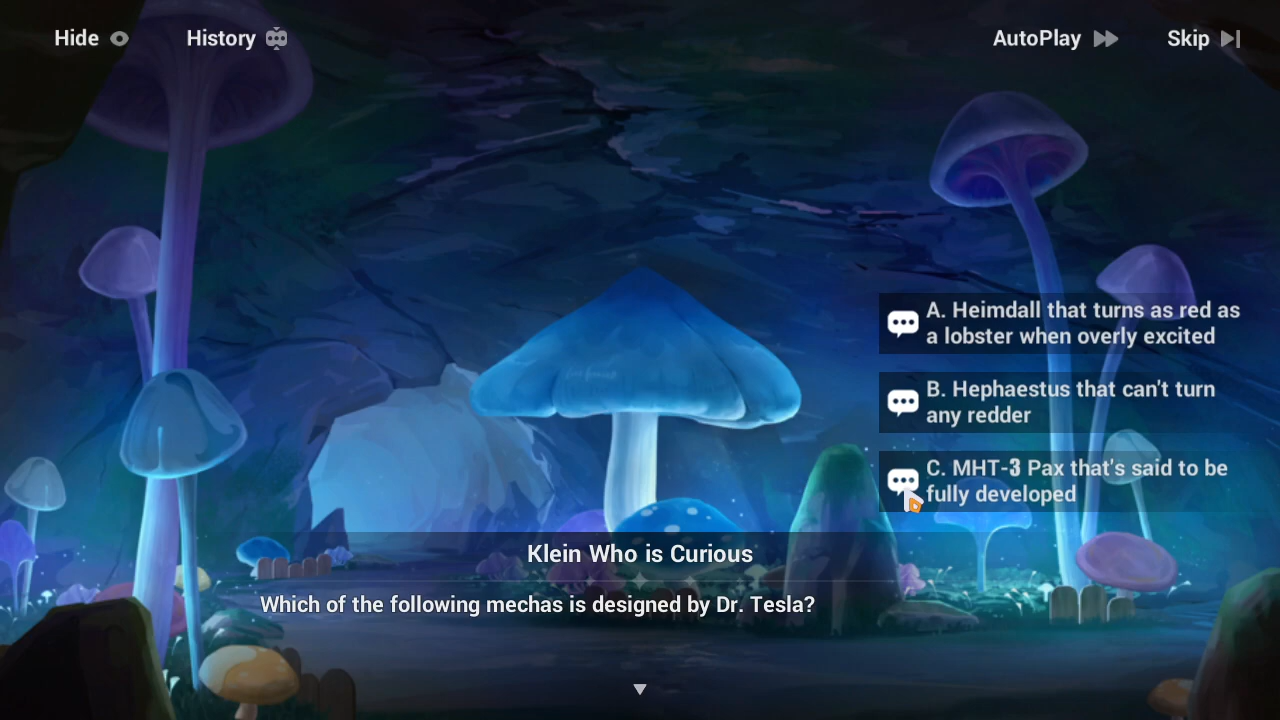 Hide
History
AutoPlay
Skip
A. Heimdall that turns as red as
a lobster when overly excited
B. Hephaestus that can't turn
any redder
C. MHT-3 Pax that's said to be
fully developed
Klein Who is Curious
Which of the following mechas is designed by Dr. Tesla?